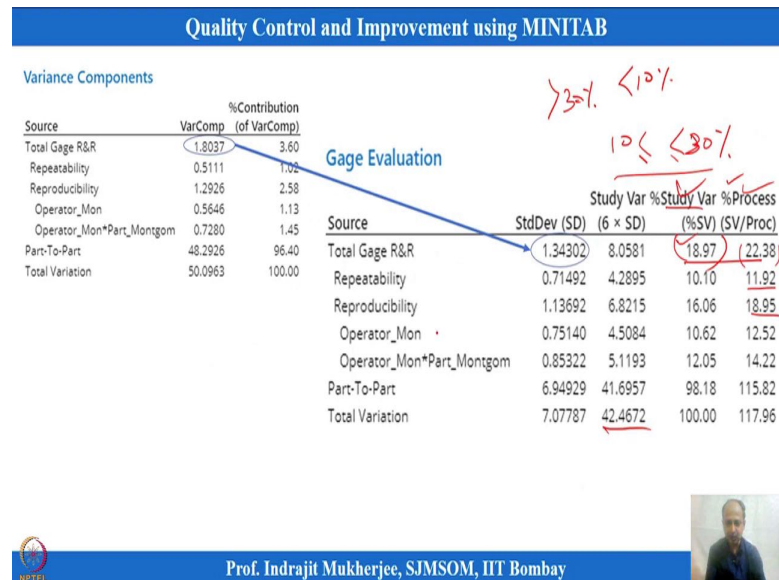 Quality Control and Improvement using MINITAB
Variance Components
%Contribution
Source VarComp (of VarComp)
Total Gage R&R 1.8037 3.60
Repeatability 0.5111 1.02
Reproducibility 1.2926 2.58
Operator_Mon 0.5646 1.13
Operator_Mon*Part_Montgom 0.7280 1.45
Part-To-Part 48.2926 96.40
Total Variation 50.0963 100.00
>30% <10%
10≤ ≤30%
Gage Evaluation
Study Var %Study Var %Process
Source StdDev (SD) (6 × SD) (%SV) (SV/Proc)
Total Gage R&R 1.34302 8.0581 18.97 22.38
Repeatability 0.71492 4.2895 10.10 11.92
Reproducibility 1.13692 6.8215 16.06 18.95
Operator_Mon 0.75140 4.5084 10.62 12.52
Operator_Mon*Part_Montgom 0.85322 5.1193 12.05 14.22
Part-To-Part 6.94929 41.6957 98.18 115.82
Total Variation 7.07787 42.4672 100.00 117.96
NPTEL
Prof. Indrajit Mukherjee, SJMSOM, IIT Bombay